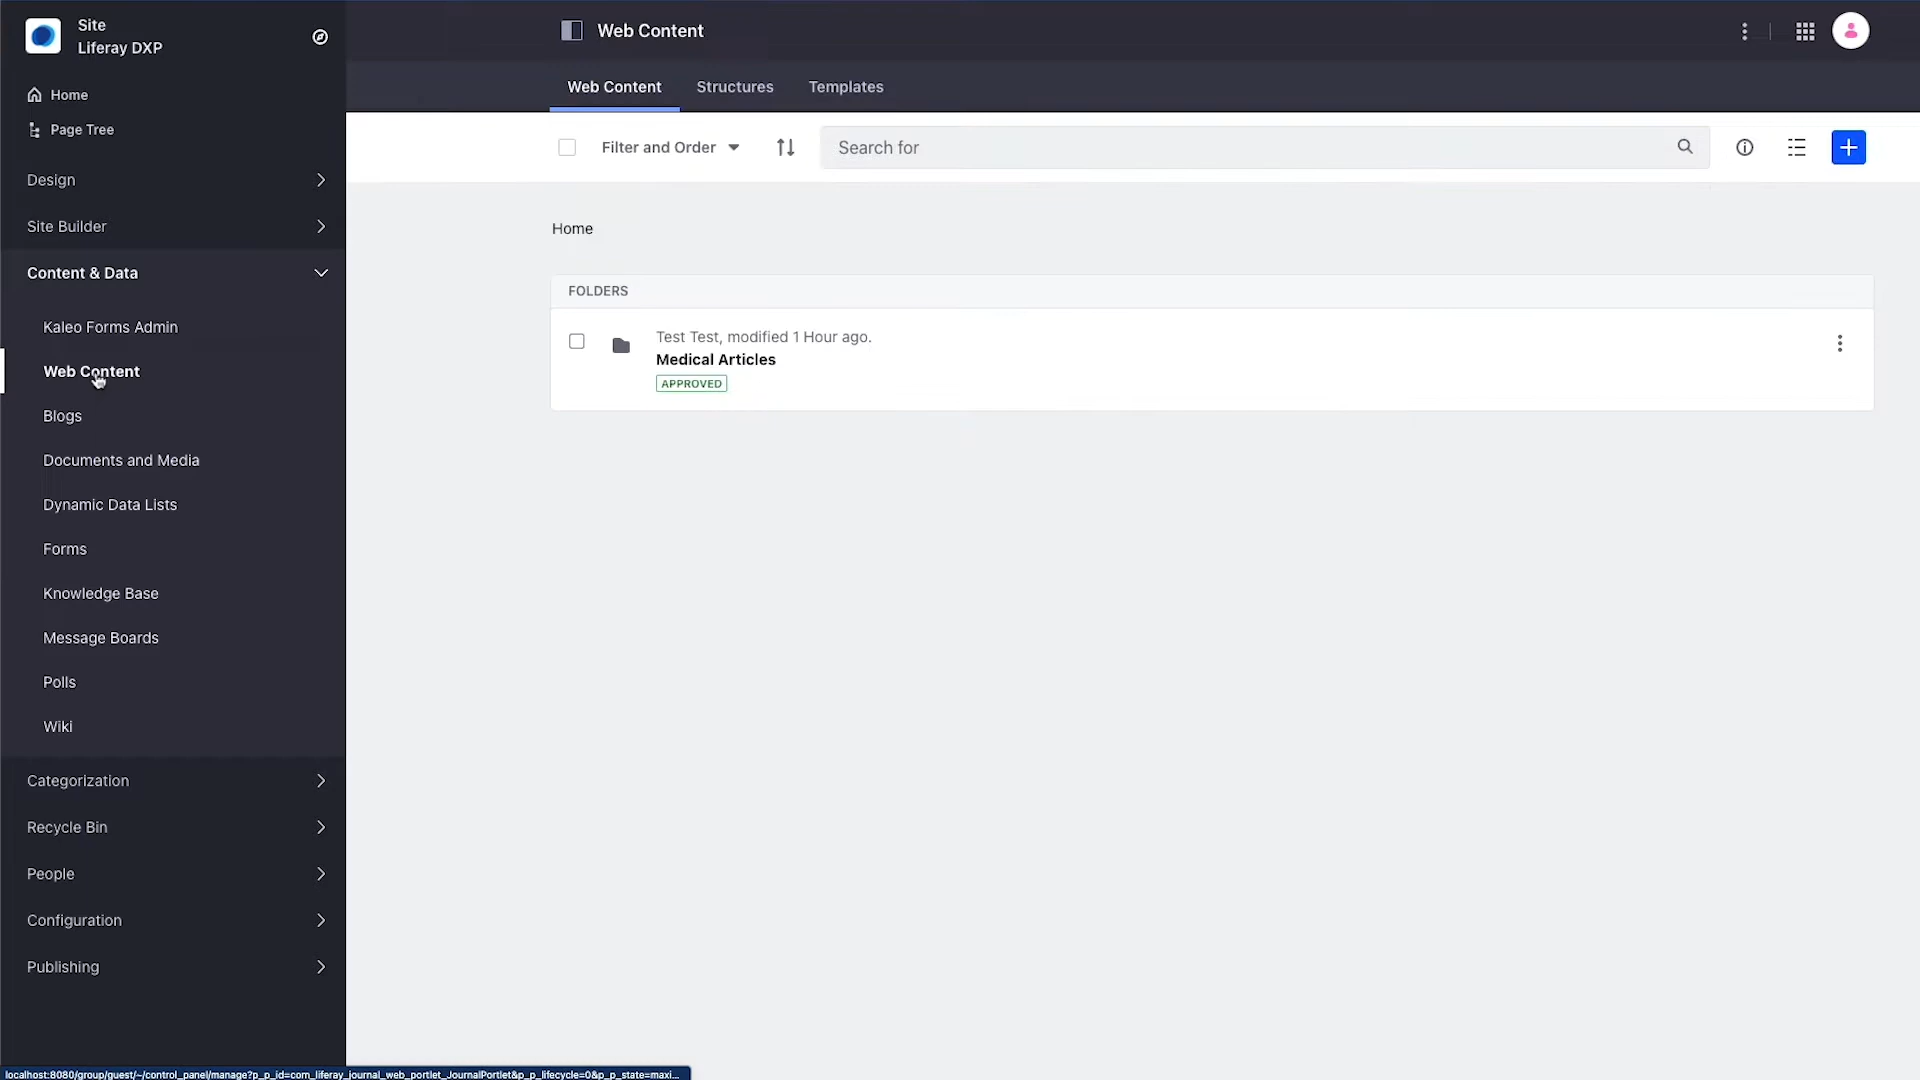 Site
Liferay DXP
Home
Page Tree
Design
Site Builder
Content & Data
Kaleo Forms Admin
Web Content
Blogs
Documents and Media
Dynamic Data Lists
Forms
Knowledge Base
Message Boards
Polls
Wiki
Categorization
Recycle Bin
People
Configuration
Publishing
Web Content
Web Content Structures Templates
Filter and Order Search for
Home
FOLDERS
Test Test, modified 1 Hour ago.
Medical Articles
APPROVED
localhost:8080/group/guest/~/control_panel/manage?p_p_id=com_liferay_journal_web_portlet_JournalPortlet&p_p_lifecycle=0&p_p_state=maxi...